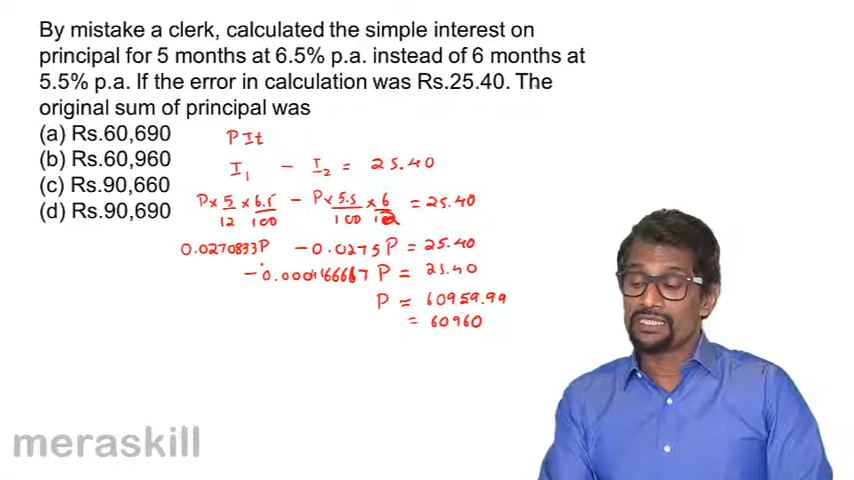 By mistake a clerk, calculated the simple interest on
principal for 5 months at 6.5% p.a. instead of 6 months at
5.5% p.a. If the error in calculation was Rs.25.40. The
original sum of principal was
(a) Rs.60,690
(b) Rs.60,960
(c) Rs.90,660
(d) Rs.90,690
PIt
I1 - I2 = 25.40
P × 5/12 × 6.5/100 - P × 5.5/100 × 6/12 = 25.40
0.0270833P - 0.0275 P = 25.40
-0.000416667 P = 25.40
P = 60959.99
= 60960
meraskill